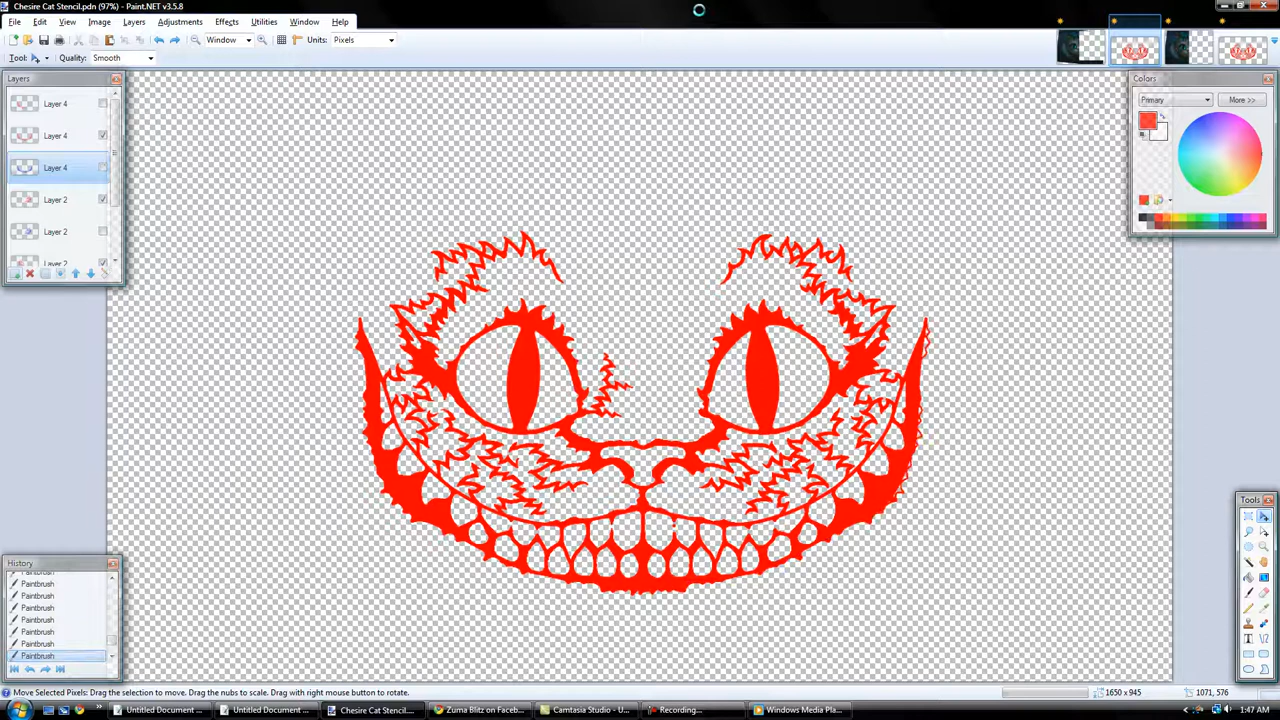 Chesire Cat Stencil.pdn (97%) - Paint.NET v3.5.8
File Edit View Image Layers Adjustments Effects Utilities Window Help
Window Units: Pixels
Tool: Quality: Smooth
Layers
Layer 4
Layer 4
Layer 4
Layer 2
Layer 2
Layer 2
Colors
Primary More >>
History
Paintbrush
Paintbrush
Paintbrush
Paintbrush
Paintbrush
Paintbrush
Paintbrush
Tools
Move Selected Pixels: Drag the selection to move. Drag the nubs to scale. Drag with right mouse button to rotate. 1650 x 945 1071, 576
Untitled Document ... Untitled Document ... Chesire Cat Stencil.... Zuma Blitz on Faceb... Camtasia Studio - U... Recording... Windows Media Pla... 1:47 AM